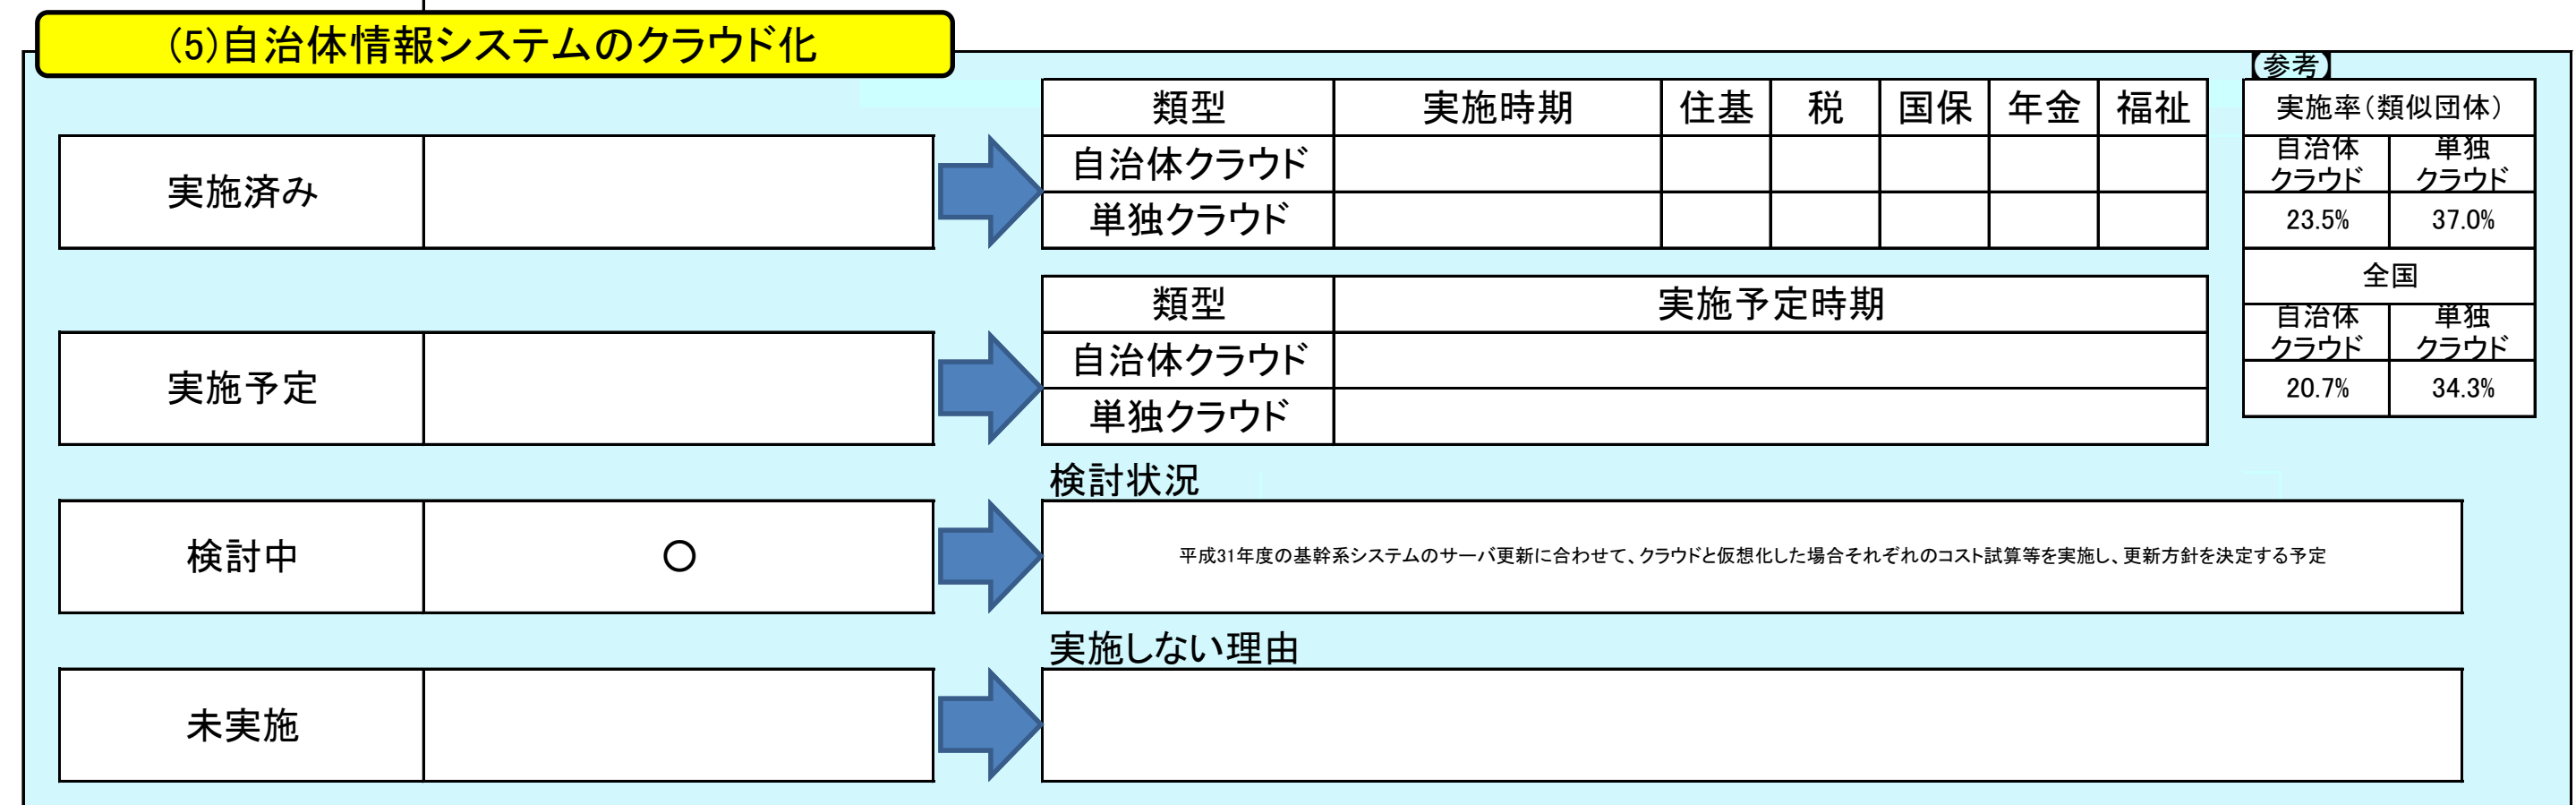 (5)自治体情報システムのクラウド化
【参考】
類型 実施時期 住基 税 国保 年金 福祉
実施済み
自治体クラウド
単独クラウド
実施率(類似団体)
自治体
クラウド
単独
クラウド
23.5% 37.0%
全国
自治体
クラウド
単独
クラウド
20.7% 34.3%
類型 実施予定時期
実施予定
自治体クラウド
単独クラウド
検討状況
検討中 ○
平成31年度の基幹系システムのサーバ更新に合わせて、クラウドと仮想化した場合それぞれのコスト試算等を実施し、更新方針を決定する予定
実施しない理由
未実施